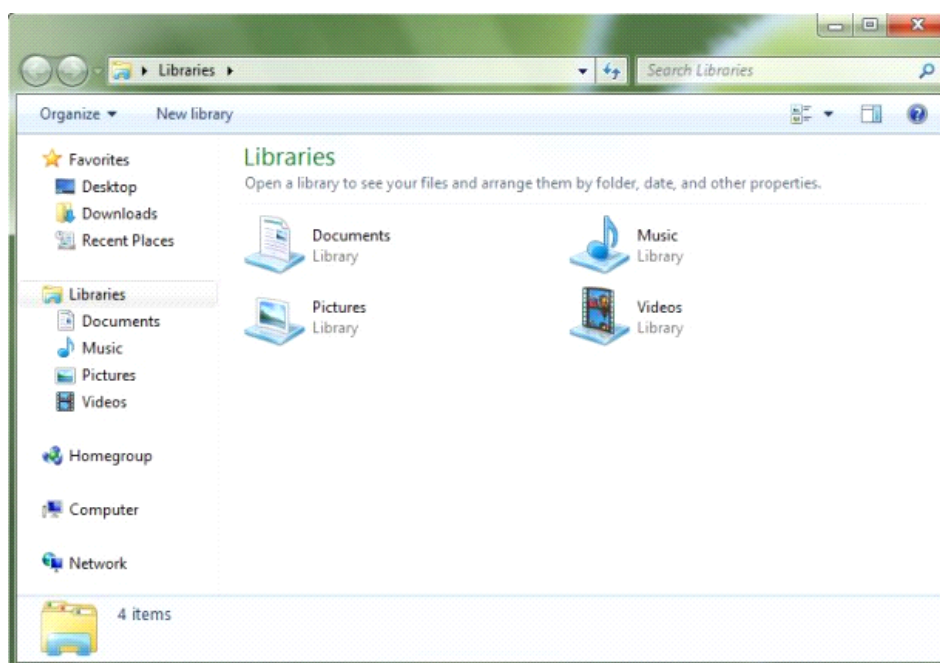 Libraries
Search Libraries
Organize
New library
Favorites
Desktop
Downloads
Recent Places
Libraries
Documents
Music
Pictures
Videos
Homegroup
Computer
Network
Libraries
Open a library to see your files and arrange them by folder, date, and other properties.
Documents
Library
Music
Library
Pictures
Library
Videos
Library
4 items